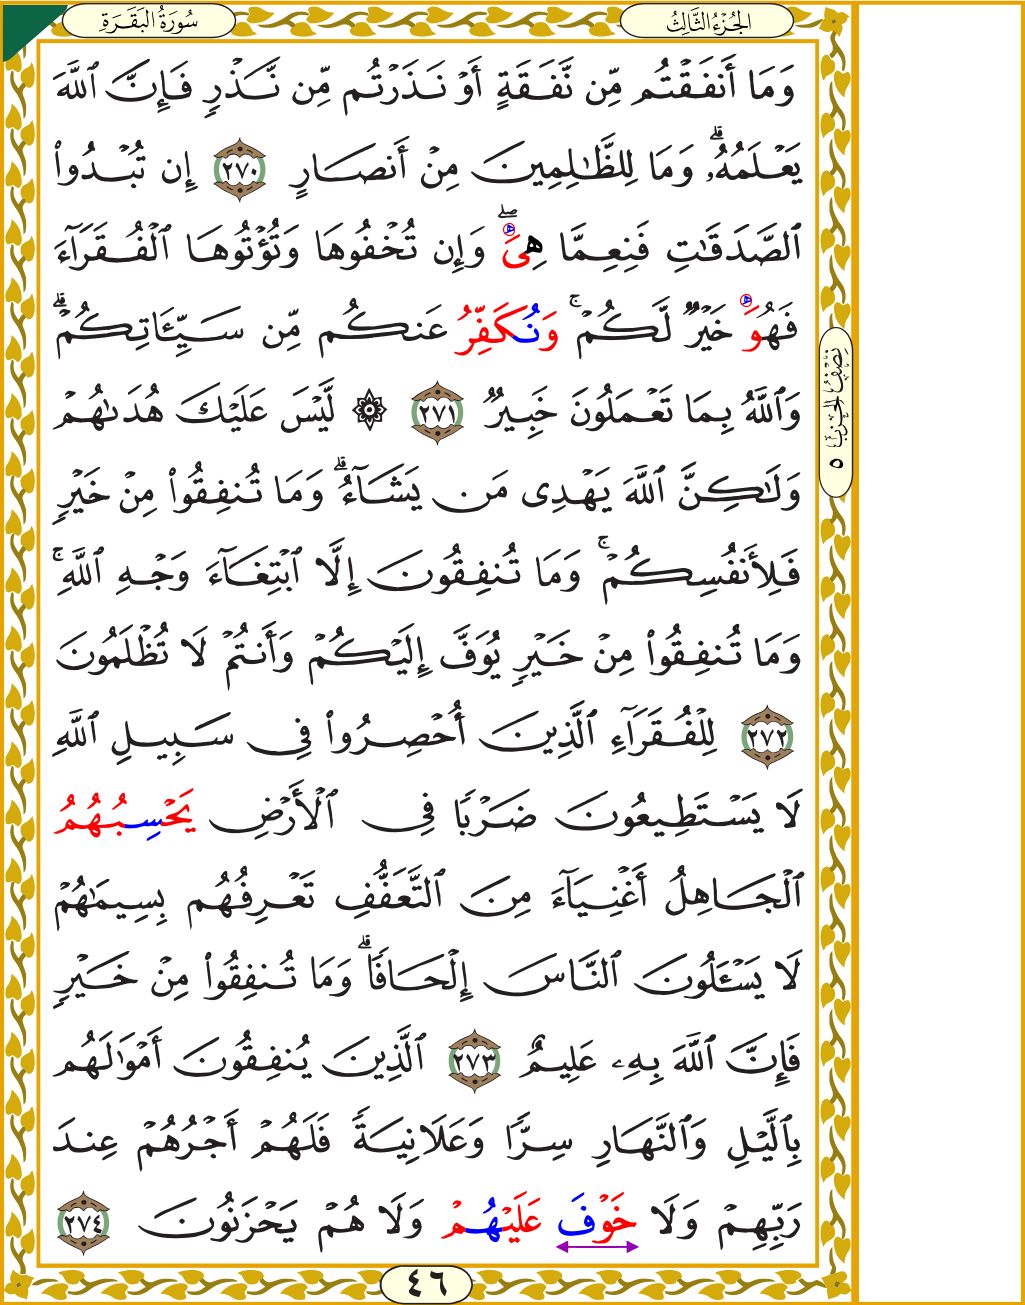 الجُزْءُ الثَّالِثُ
سُورَةُ البَقَرَةِ
وَمَا أَنفَقْتُم مِّن نَّفَقَةٍ أَوْ نَذَرْتُم مِّن نَّذْرٍ فَإِنَّ ٱللَّهَ
يَعْلَمُهُۥۗ وَمَا لِلظَّٰلِمِينَ مِنْ أَنصَارٍ ٢٧٠ إِن تُبْدُوا۟
ٱلصَّدَقَٰتِ فَنِعِمَّا هِىَۖ وَإِن تُخْفُوهَا وَتُؤْتُوهَا ٱلْفُقَرَآءَ
فَهُوَ خَيْرٌ لَّكُمْۚ وَنُكَفِّرُ عَنكُم مِّن سَيِّئَاتِكُمْۗ
وَٱللَّهُ بِمَا تَعْمَلُونَ خَبِيرٌ ٢٧١ ۞ لَّيْسَ عَلَيْكَ هُدَىٰهُمْ
وَلَٰكِنَّ ٱللَّهَ يَهْدِى مَن يَشَآءُۗ وَمَا تُنفِقُوا۟ مِنْ خَيْرٍ
فَلِأَنفُسِكُمْۚ وَمَا تُنفِقُونَ إِلَّا ٱبْتِغَآءَ وَجْهِ ٱللَّهِۚ
وَمَا تُنفِقُوا۟ مِنْ خَيْرٍ يُوَفَّ إِلَيْكُمْ وَأَنتُمْ لَا تُظْلَمُونَ
٢٧٢ لِلْفُقَرَآءِ ٱلَّذِينَ أُحْصِرُوا۟ فِى سَبِيلِ ٱللَّهِ
لَا يَسْتَطِيعُونَ ضَرْبًا فِى ٱلْأَرْضِ يَحْسِبُهُمُ
ٱلْجَاهِلُ أَغْنِيَآءَ مِنَ ٱلتَّعَفُّفِ تَعْرِفُهُم بِسِيمَٰهُمْ
لَا يَسْـَٔلُونَ ٱلنَّاسَ إِلْحَافًاۗ وَمَا تُنفِقُوا۟ مِنْ خَيْرٍ
فَإِنَّ ٱللَّهَ بِهِۦ عَلِيمٌ ٢٧٣ ٱلَّذِينَ يُنفِقُونَ أَمْوَٰلَهُم
بِٱلَّيْلِ وَٱلنَّهَارِ سِرًّا وَعَلَانِيَةً فَلَهُمْ أَجْرُهُمْ عِندَ
رَبِّهِمْ وَلَا خَوْفَ عَلَيْهُمْ وَلَا هُمْ يَحْزَنُونَ ٢٧٤
نِصْفُ الحِزْبِ ٥
٤٦